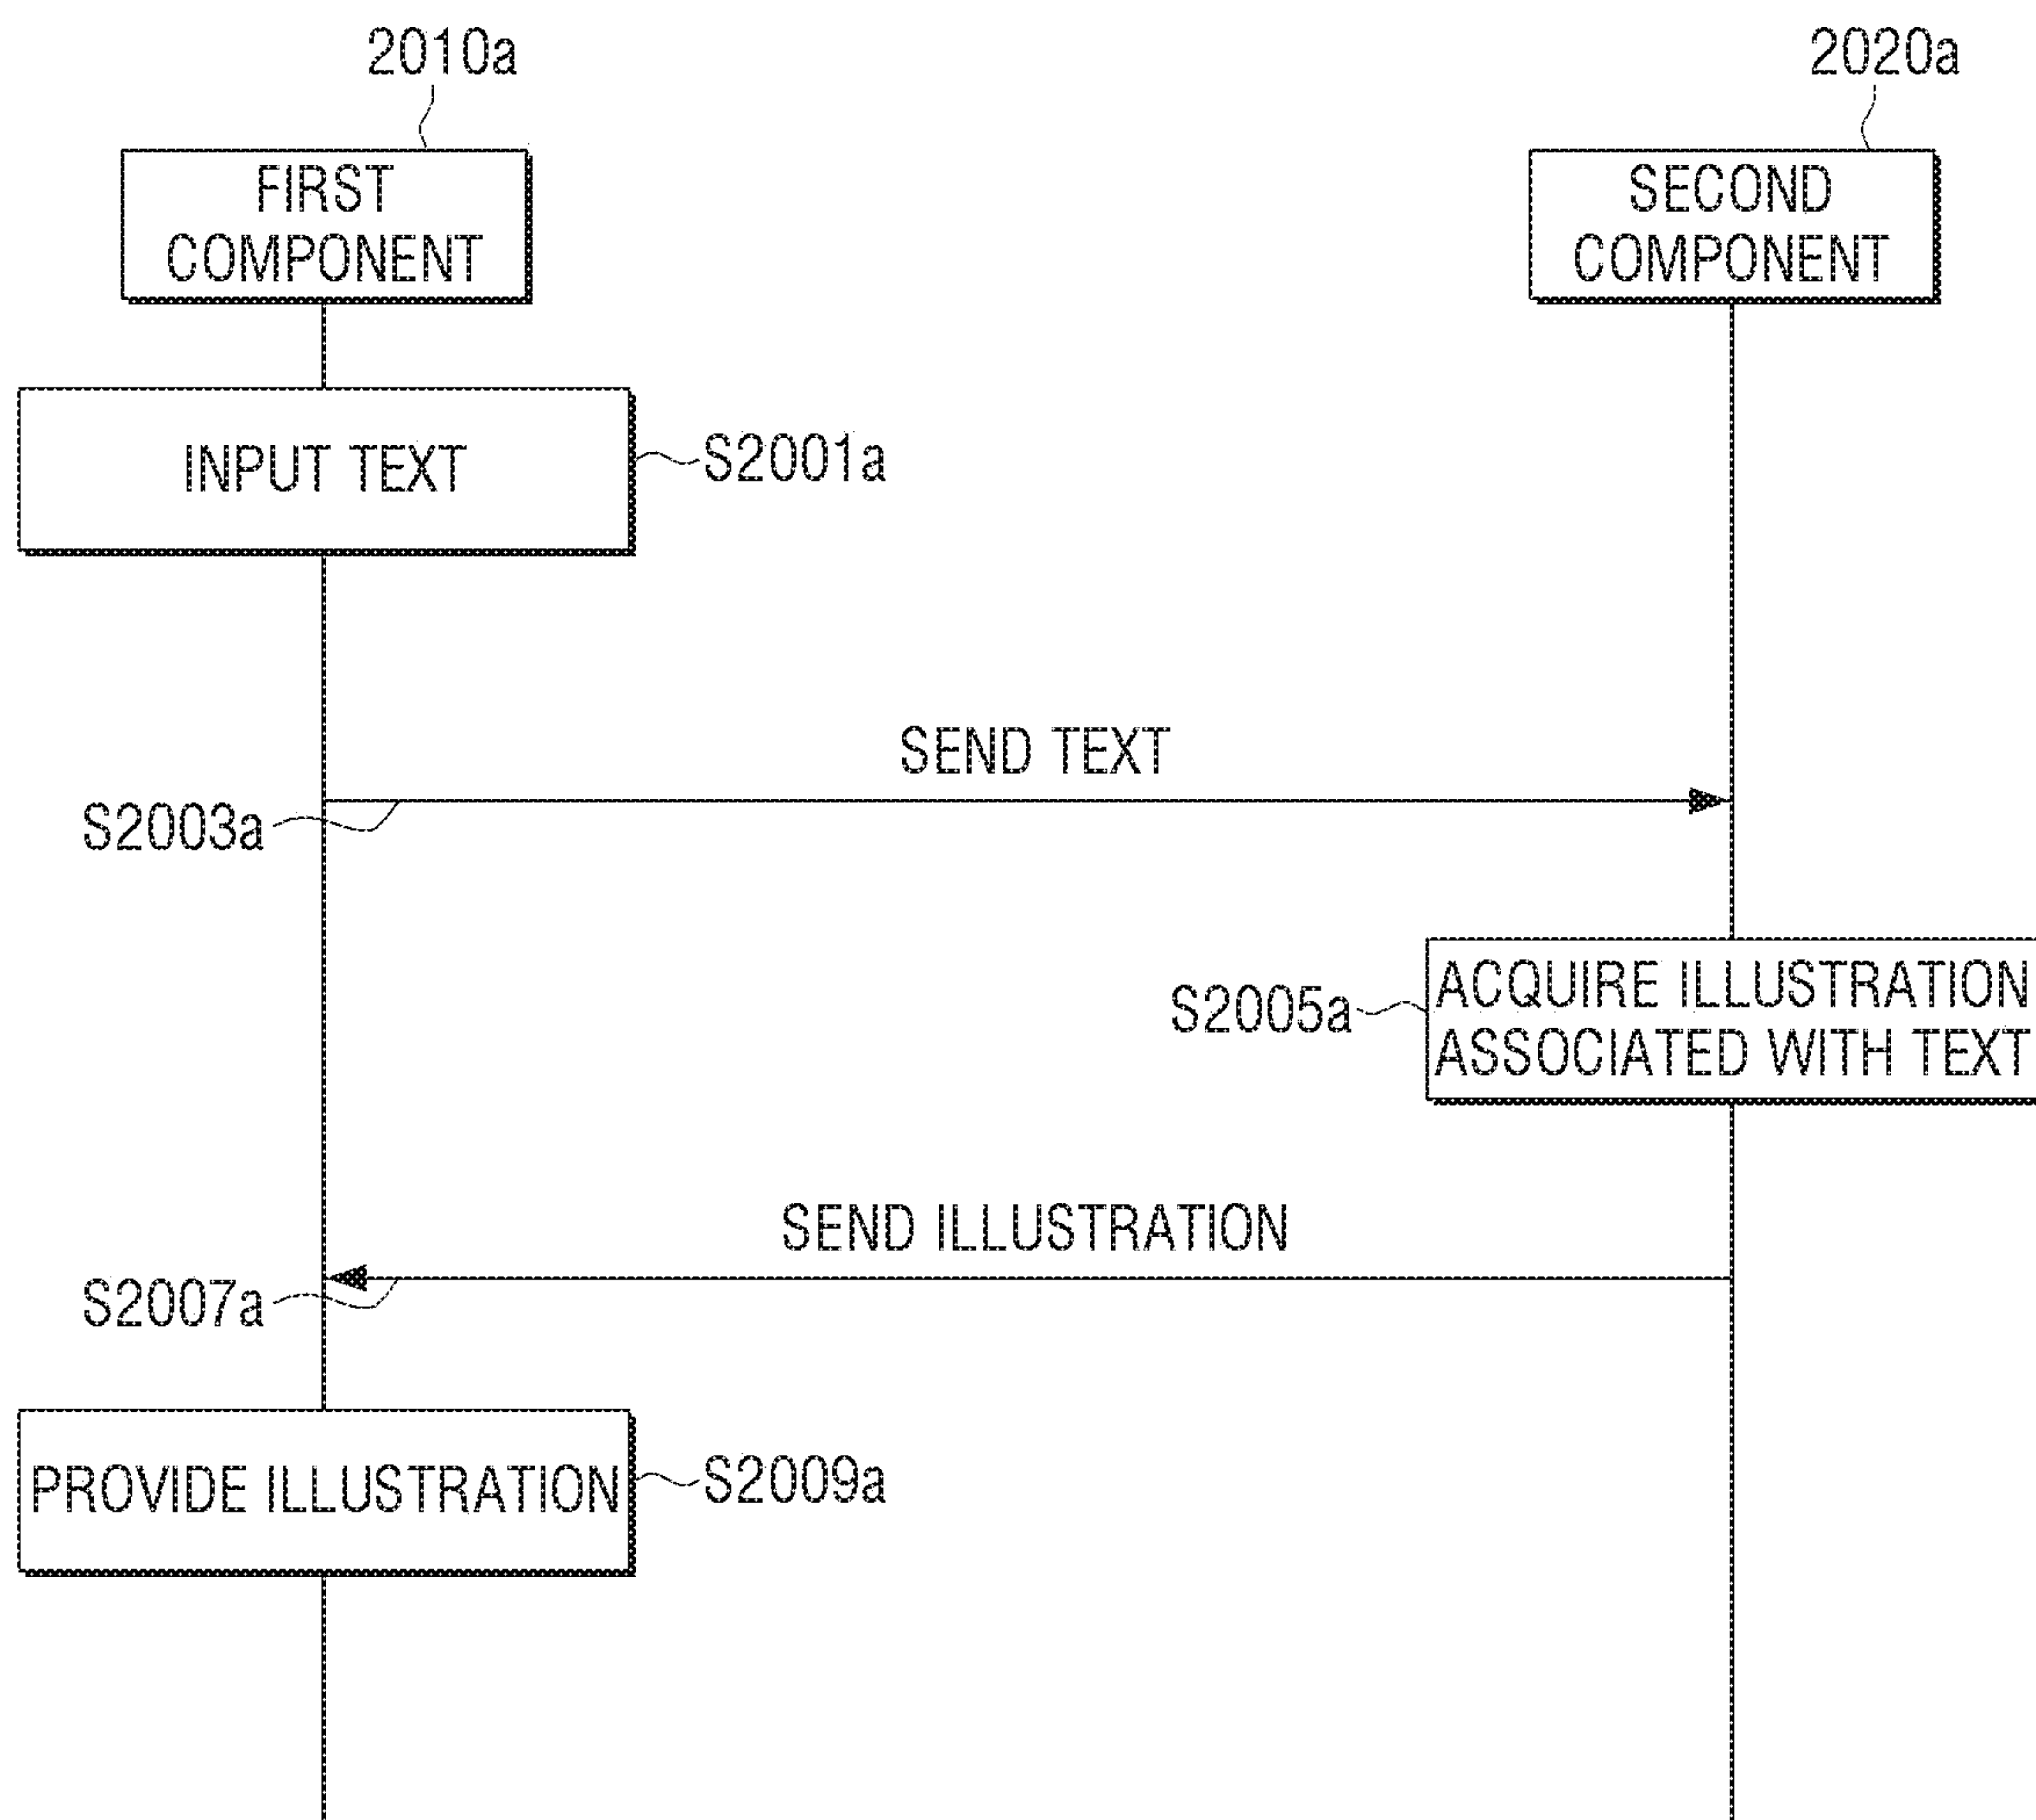 2010a
2020a
FIRST
COMPONENT
SECOND
COMPONENT
INPUT TEXT
S2001a
SEND TEXT
S2003a
S2005a
ACQUIRE ILLUSTRATION
ASSOCIATED WITH TEXT
SEND ILLUSTRATION
S2007a
PROVIDE ILLUSTRATION
S2009a